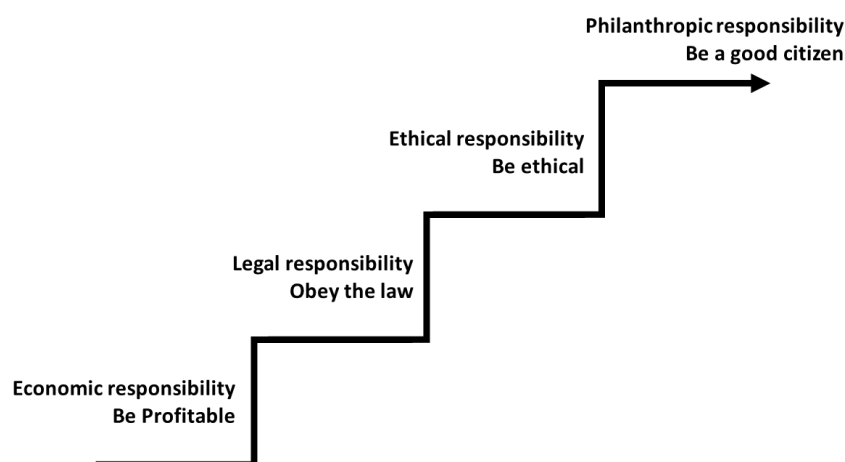 Philanthropic responsibility
Be a good citizen
Ethical responsibility
Be ethical
Legal responsibility
Obey the law
Economic responsibility
Be Profitable